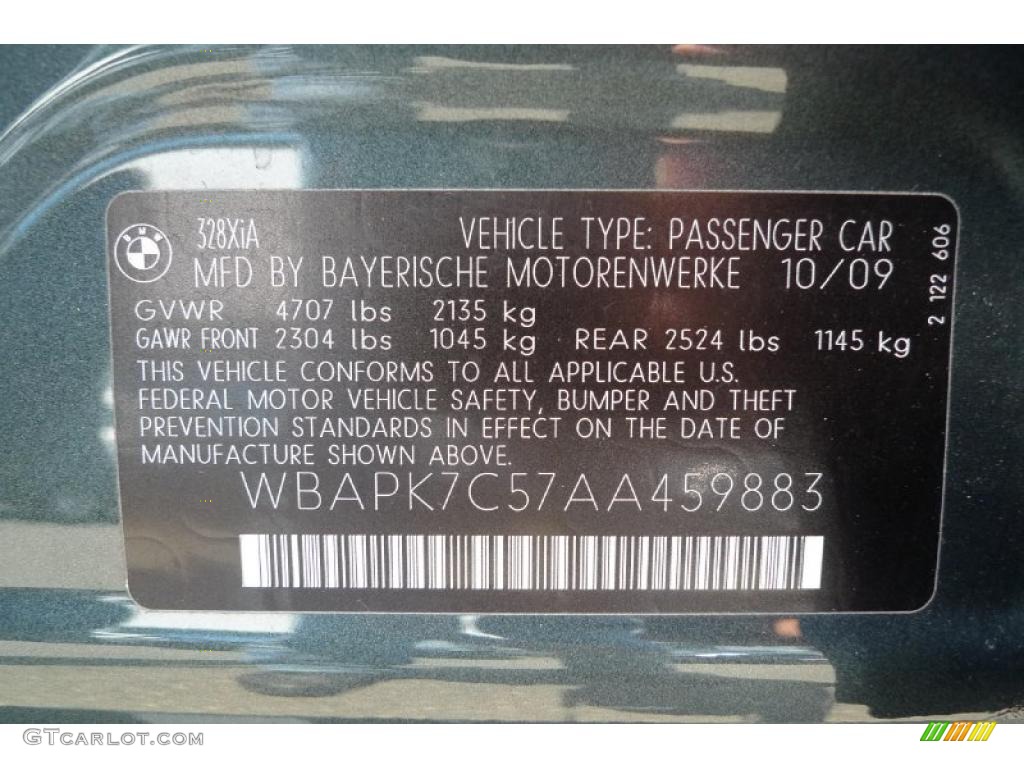 BMW
328XiA VEHICLE TYPE: PASSENGER CAR
MFD BY BAYERISCHE MOTORENWERKE 10/09
GVWR 4707 lbs 2135 kg
GAWR FRONT 2304 lbs 1045 kg REAR 2524 lbs 1145 kg
THIS VEHICLE CONFORMS TO ALL APPLICABLE U.S.
FEDERAL MOTOR VEHICLE SAFETY, BUMPER AND THEFT
PREVENTION STANDARDS IN EFFECT ON THE DATE OF
MANUFACTURE SHOWN ABOVE.
WBAPK7C57AA459883
2 122 606
GTcarlot.com